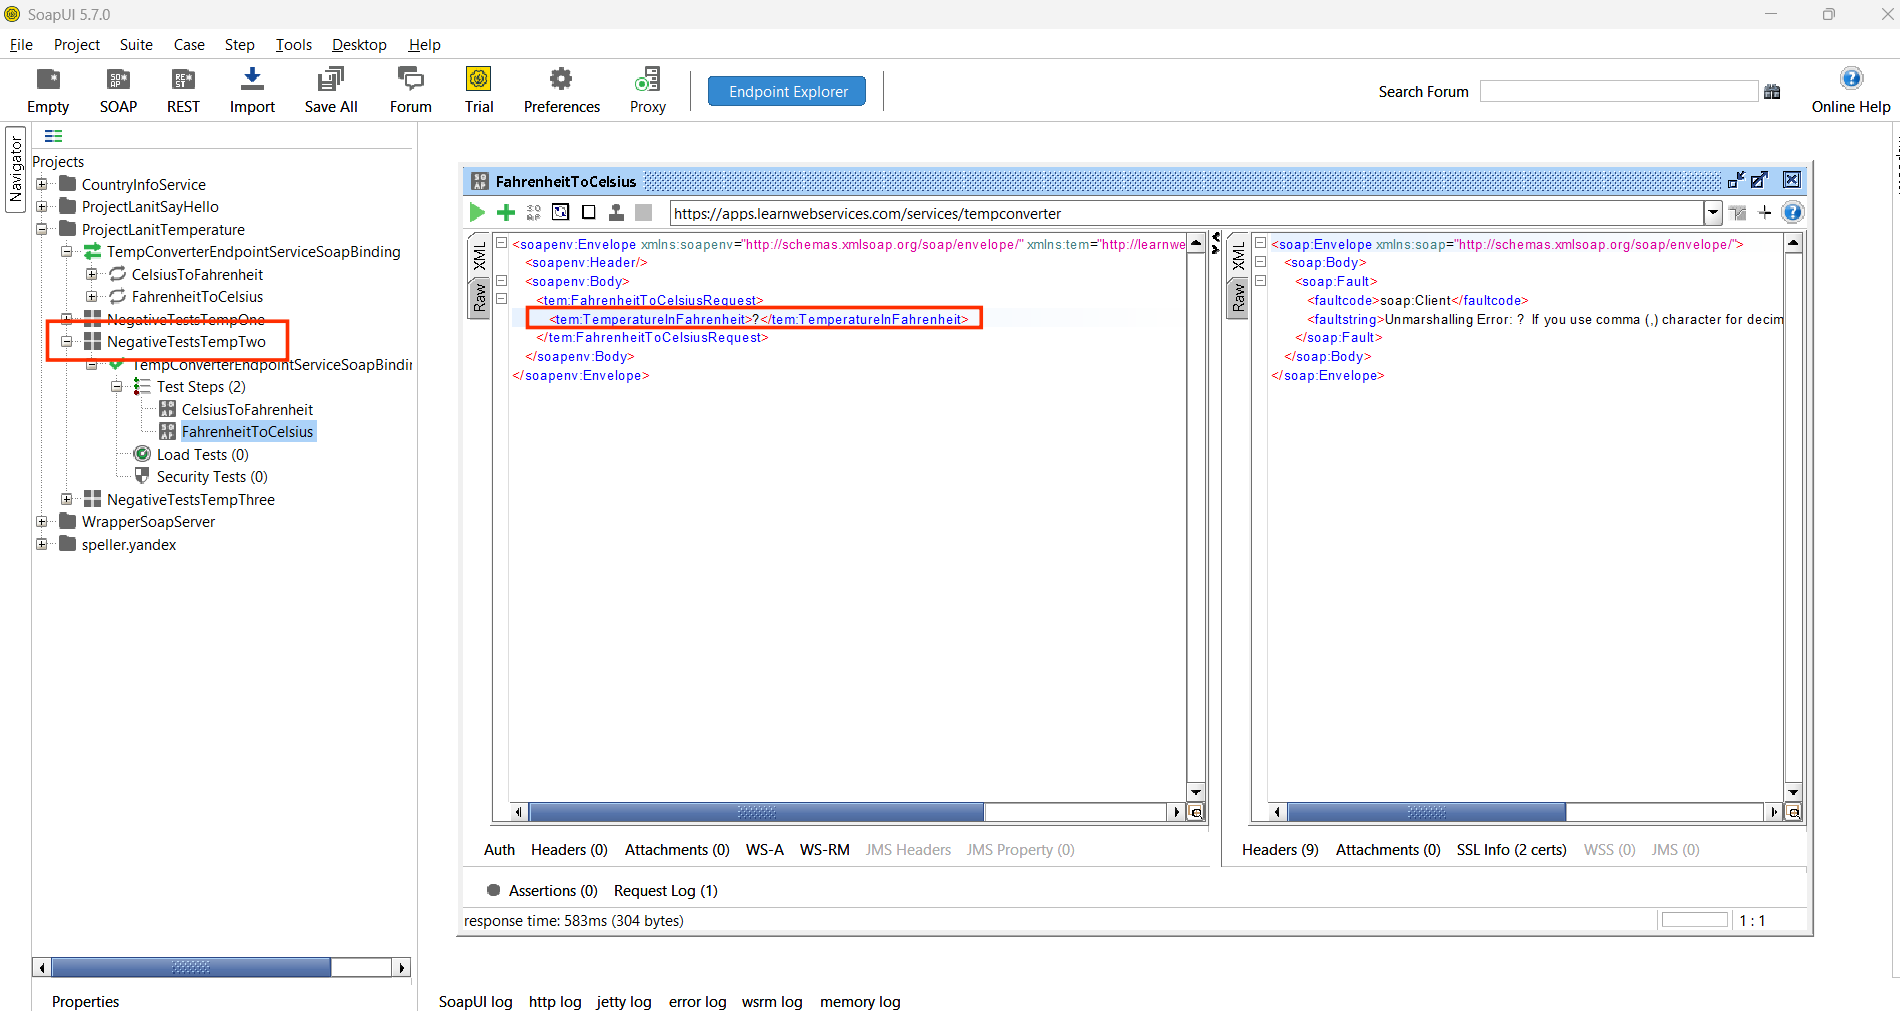 SoapUI 5.7.0
File Project Suite Case Step Tools Desktop Help
Empty SOAP REST Import Save All Forum Trial Preferences Proxy Endpoint Explorer Search Forum Online Help
Navigator
Projects
CountryInfoService
ProjectLanitSayHello
ProjectLanitTemperature
TempConverterEndpointServiceSoapBinding
CelsiusToFahrenheit
FahrenheitToCelsius
NegativeTestsTempOne
NegativeTestsTempTwo
TempConverterEndpointServiceSoapBindin
Test Steps (2)
CelsiusToFahrenheit
FahrenheitToCelsius
Load Tests (0)
Security Tests (0)
NegativeTestsTempThree
WrapperSoapServer
speller.yandex
Properties
FahrenheitToCelsius
https://apps.learnwebservices.com/services/tempconverter
XML
Raw
<soapenv:Envelope xmlns:soapenv="http://schemas.xmlsoap.org/soap/envelope/" xmlns:tem="http://learnwe
<soapenv:Header/>
<soapenv:Body>
<tem:FahrenheitToCelsiusRequest>
<tem:TemperatureInFahrenheit>?</tem:TemperatureInFahrenheit>
</tem:FahrenheitToCelsiusRequest>
</soapenv:Body>
</soapenv:Envelope>
XML
Raw
<soap:Envelope xmlns:soap="http://schemas.xmlsoap.org/soap/envelope/">
<soap:Body>
<soap:Fault>
<faultcode>soap:Client</faultcode>
<faultstring>Unmarshalling Error: ? If you use comma (,) character for decim
</soap:Fault>
</soap:Body>
</soap:Envelope>
Auth Headers (0) Attachments (0) WS-A WS-RM JMS Headers JMS Property (0)
Headers (9) Attachments (0) SSL Info (2 certs) WSS (0) JMS (0)
Assertions (0) Request Log (1)
response time: 583ms (304 bytes)
1 : 1
SoapUI log http log jetty log error log wsrm log memory log